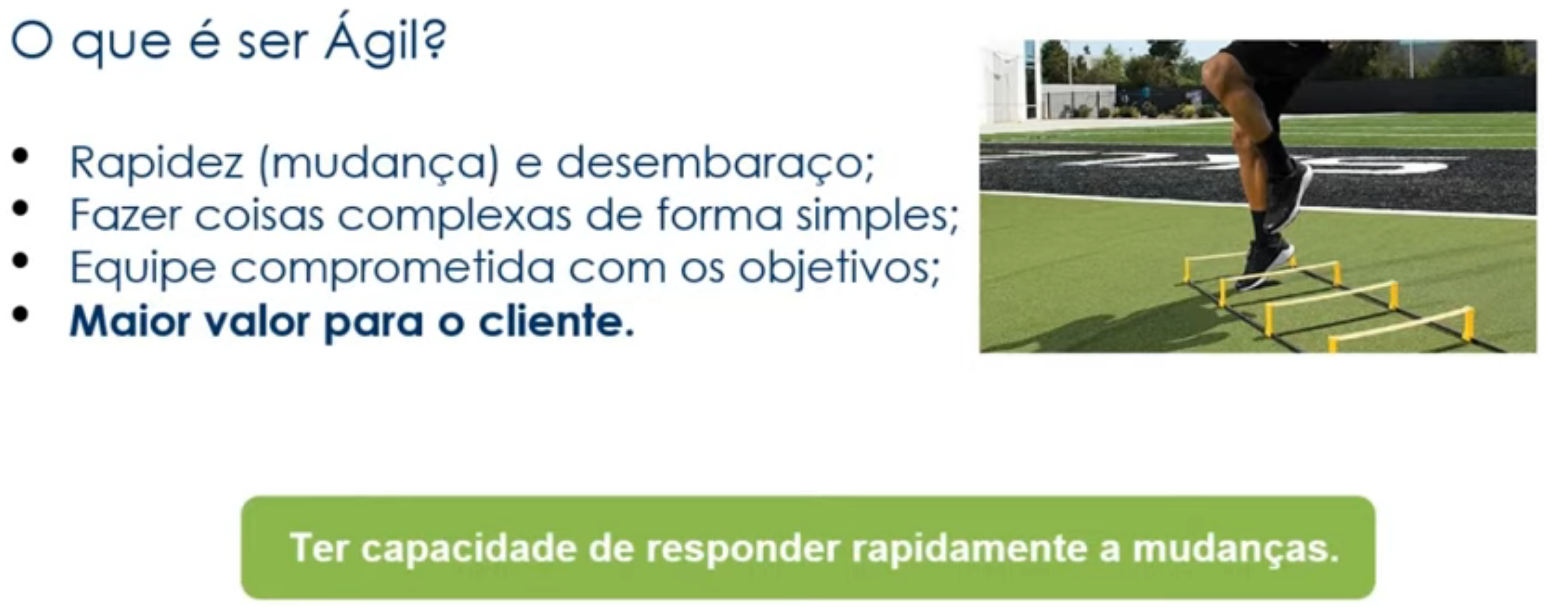 O que é ser Ágil?
• Rapidez (mudança) e desembaraço;
• Fazer coisas complexas de forma simples;
• Equipe comprometida com os objetivos;
• Maior valor para o cliente.
Ter capacidade de responder rapidamente a mudanças.